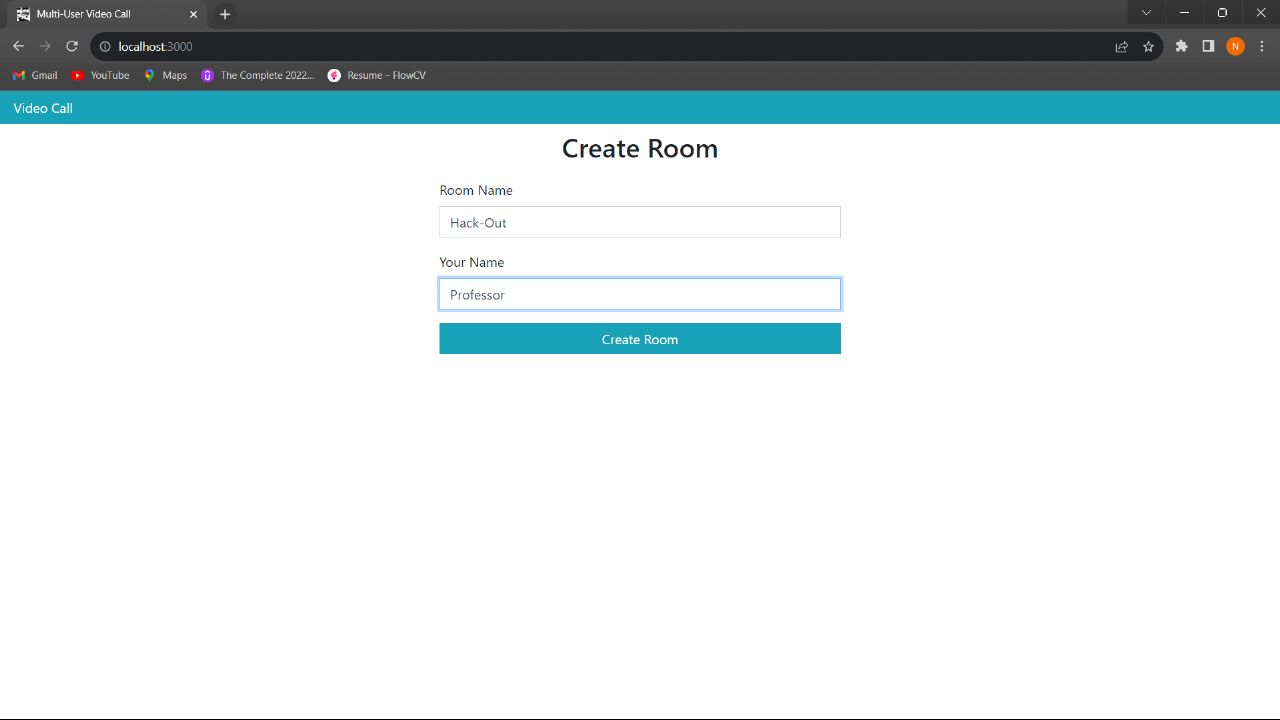 Multi-User Video Call
localhost:3000
Gmail YouTube Maps The Complete 2022... Resume – FlowCV
N
Video Call
Create Room
Room Name
Hack-Out
Your Name
Professor
Create Room